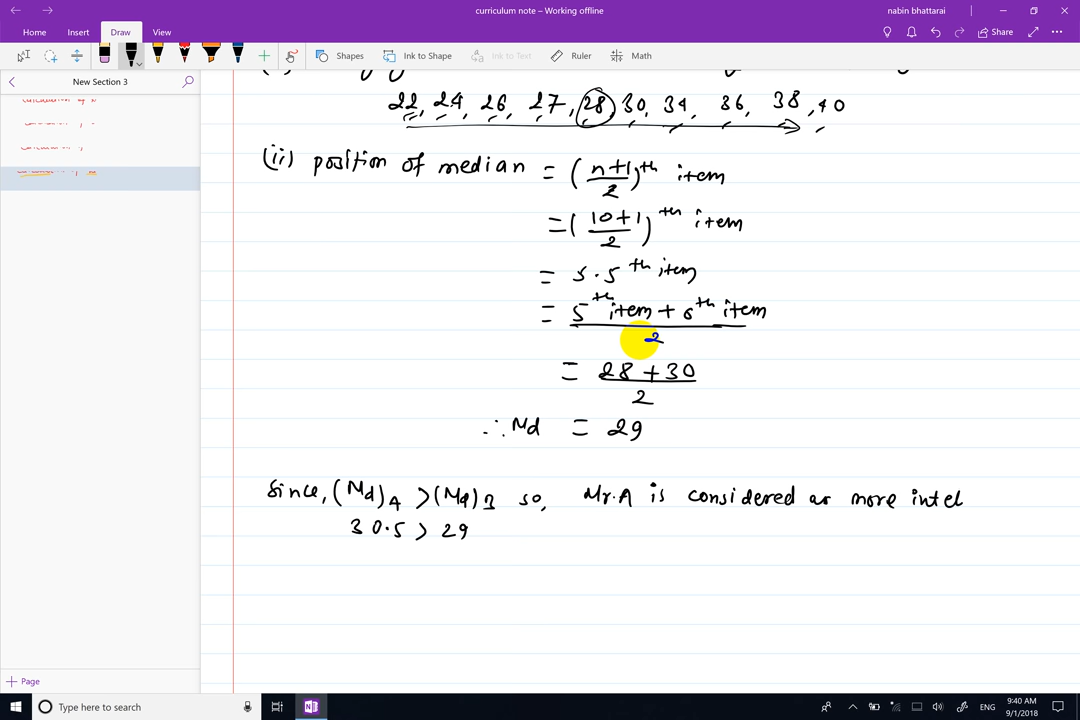 curriculum note – Working offline
nabin bhattarai
Home Insert Draw View
Share
Shapes
Ink to Shape
Ink to Text
Ruler
Math
New Section 3
22, 24, 26, 27, 28, 30, 34, 36, 38, 40
(ii) position of median = (n+1/2)th item
= (10+1/2)th item
= 5.5th item
= 5th item + 6th item / 2
= 28 + 30 / 2
∴ Md = 29
Since, (Md)A > (Md)B so, Mr. A is considered as more intel
30.5 > 29
Page
Type here to search
ENG
9:40 AM
9/1/2018